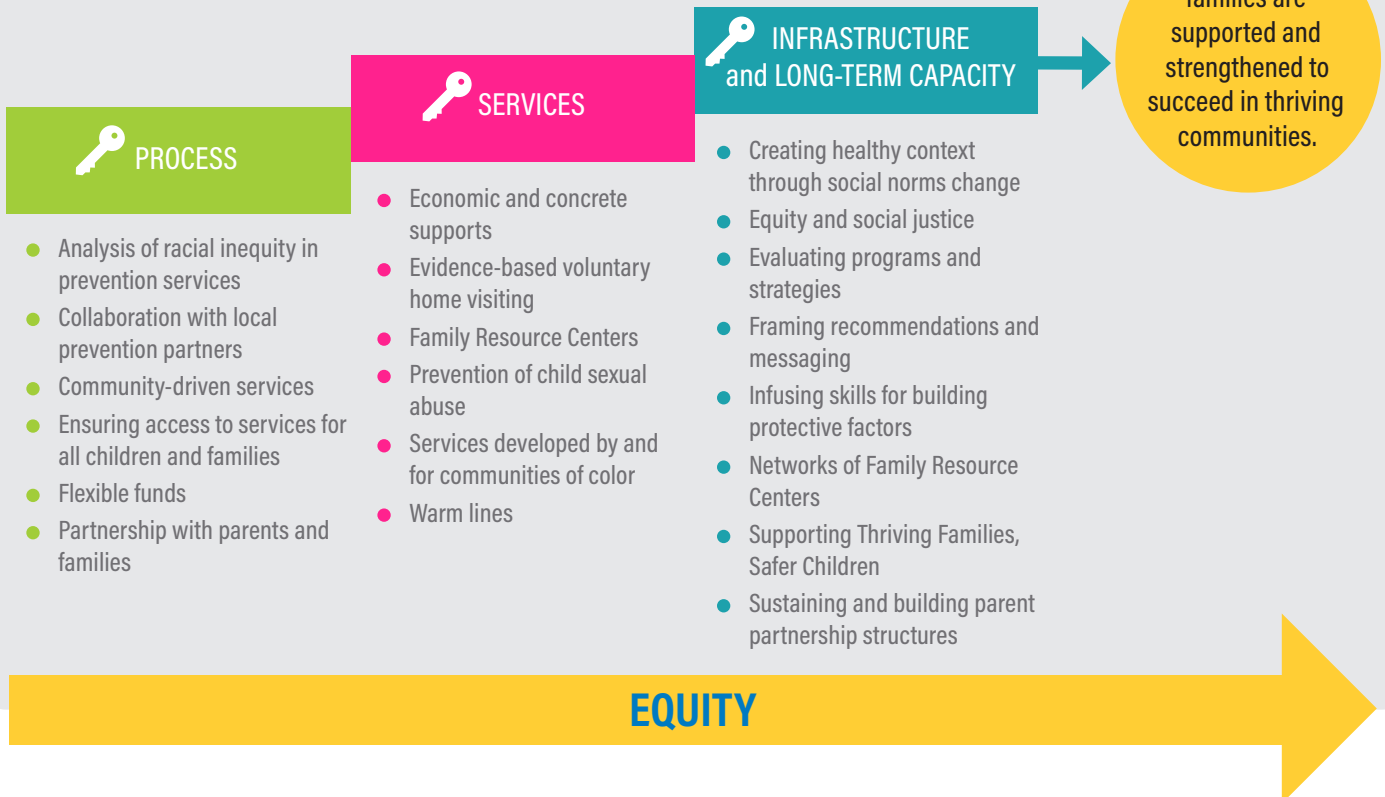 PROCESS
Analysis of racial inequity in
prevention services
Collaboration with local
prevention partners
Community-driven services
Ensuring access to services for
all children and families
Flexible funds
Partnership with parents and
families
SERVICES
Economic and concrete
supports
Evidence-based voluntary
home visiting
Family Resource Centers
Prevention of child sexual
abuse
Services developed by and
for communities of color
Warm lines
INFRASTRUCTURE
and LONG-TERM CAPACITY
Creating healthy context
through social norms change
Equity and social justice
Evaluating programs and
strategies
Framing recommendations and
messaging
Infusing skills for building
protective factors
Networks of Family Resource
Centers
Supporting Thriving Families,
Safer Children
Sustaining and building parent
partnership structures
families are
supported and
strengthened to
succeed in thriving
communities.
EQUITY